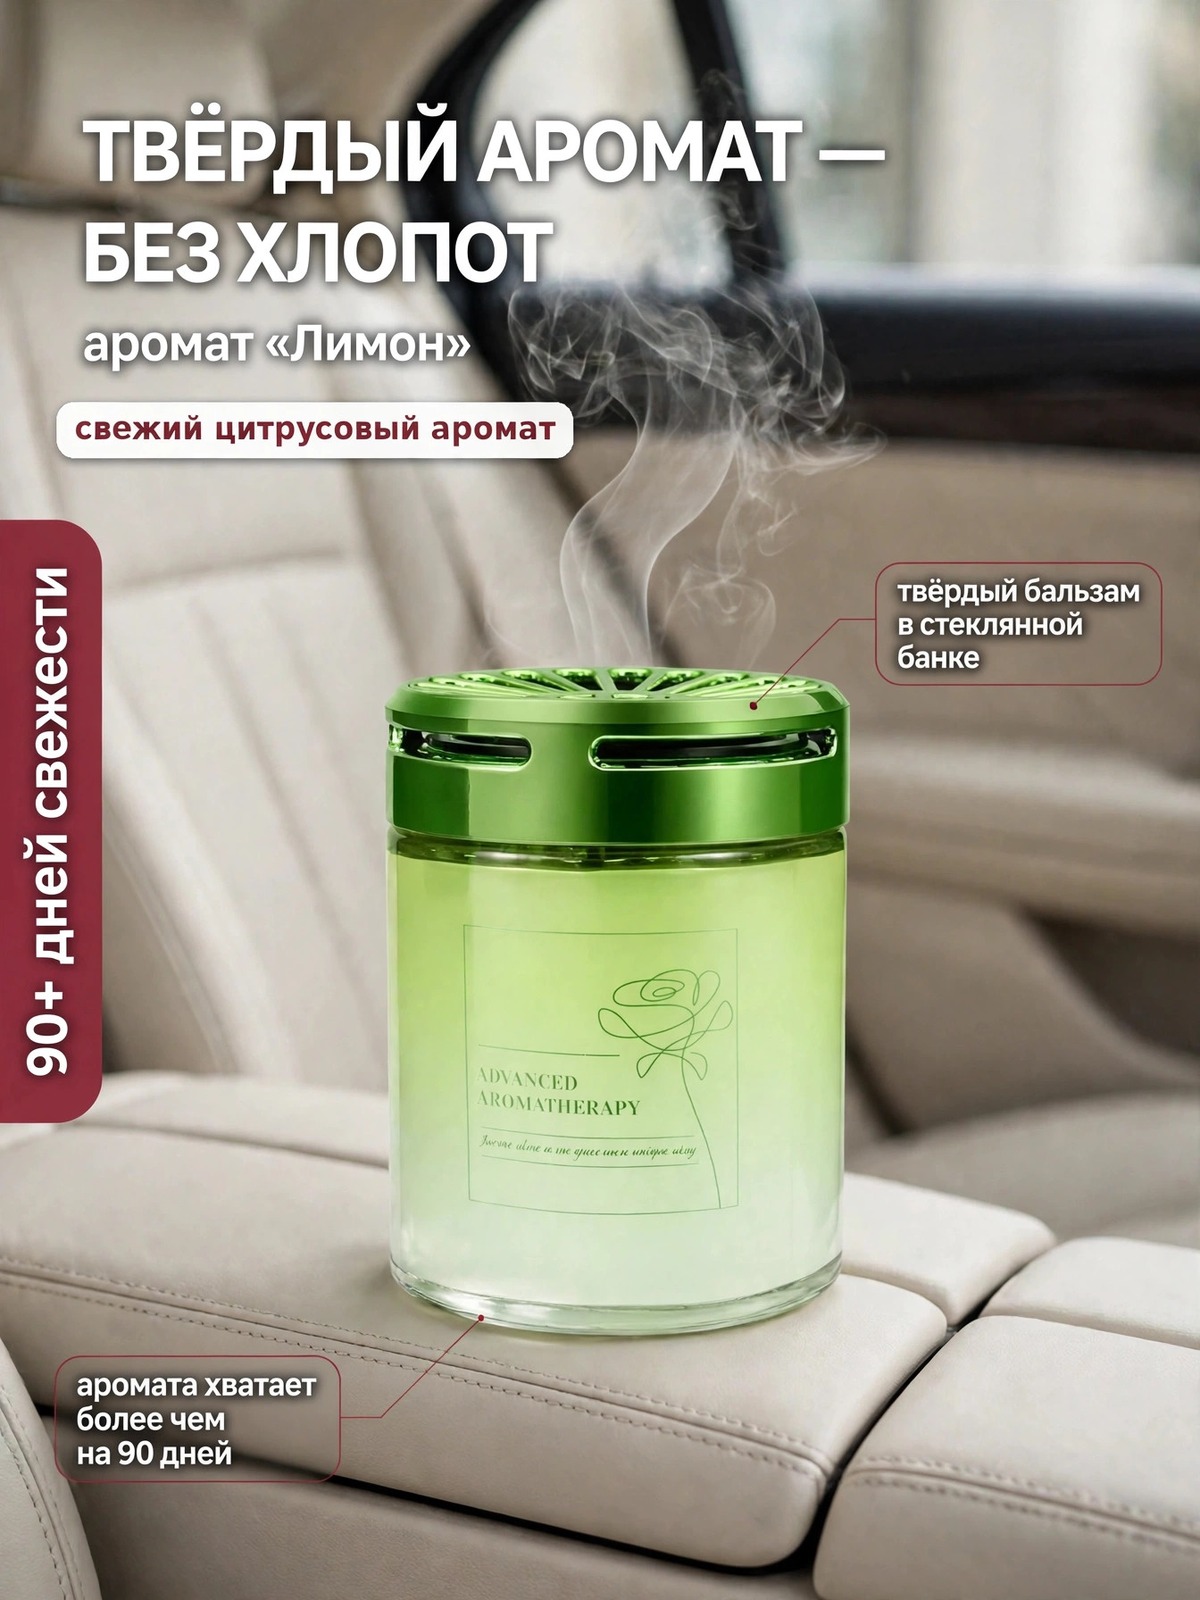 ТВЁРДЫЙ АРОМАТ —
БЕЗ ХЛОПОТ
аромат «Лимон»
свежий цитрусовый аромат
90+ дней свежести
твёрдый бальзам
в стеклянной
банке
ADVANCED
AROMATHERAPY
аромата хватает
более чем
на 90 дней